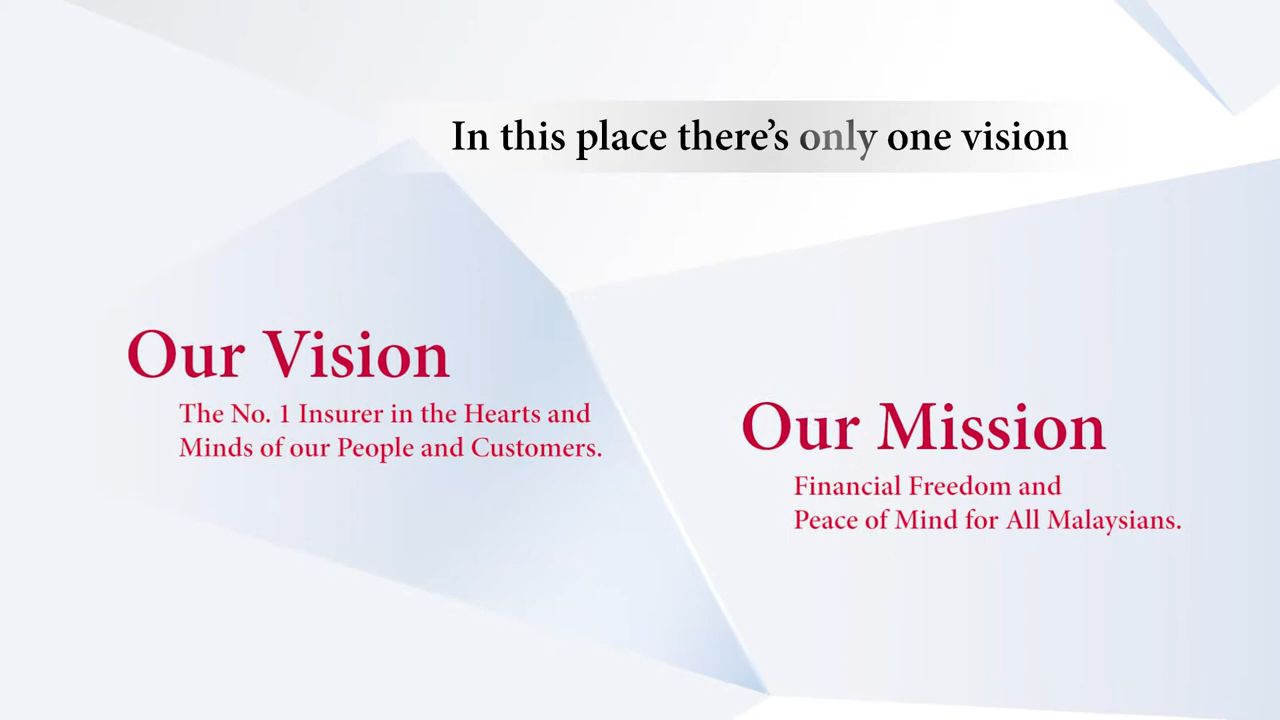 In this place there’s only one vision
Our Vision
The No. 1 Insurer in the Hearts and
Minds of our People and Customers.
Our Mission
Financial Freedom and
Peace of Mind for All Malaysians.